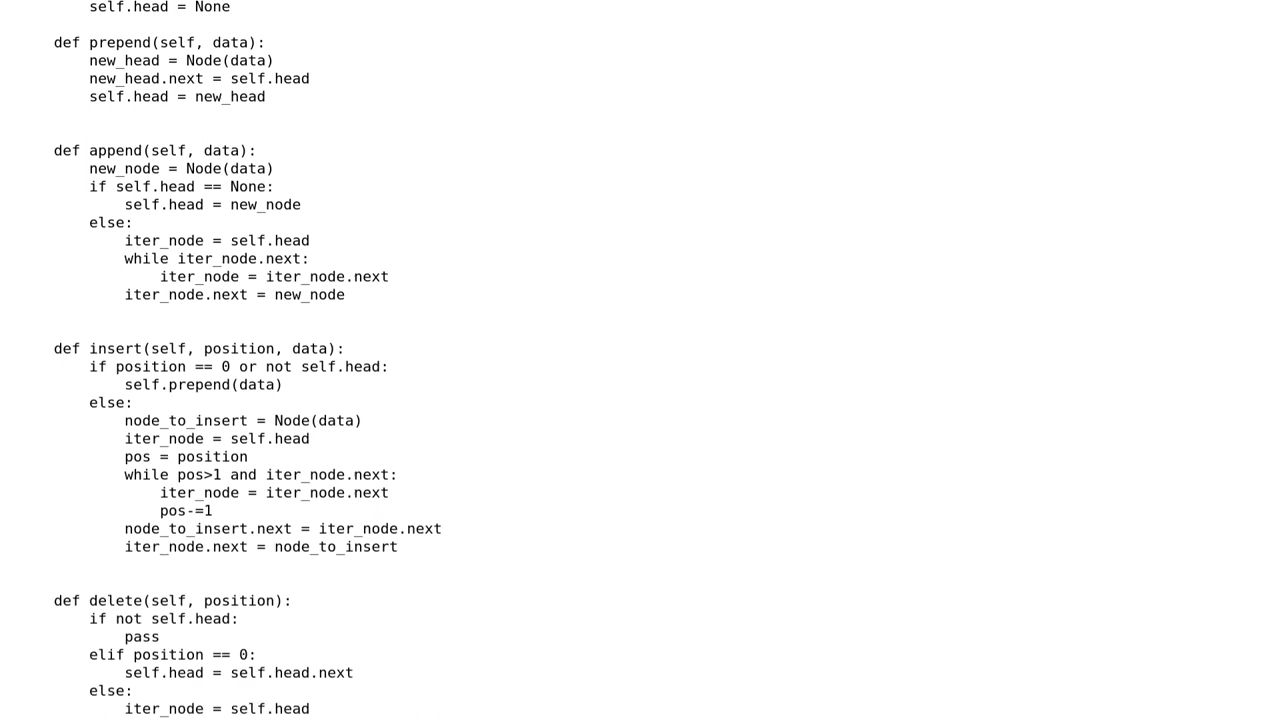 self.head = None

    def prepend(self, data):
        new_head = Node(data)
        new_head.next = self.head
        self.head = new_head


    def append(self, data):
        new_node = Node(data)
        if self.head == None:
            self.head = new_node
        else:
            iter_node = self.head
            while iter_node.next:
                iter_node = iter_node.next
            iter_node.next = new_node


    def insert(self, position, data):
        if position == 0 or not self.head:
            self.prepend(data)
        else:
            node_to_insert = Node(data)
            iter_node = self.head
            pos = position
            while pos>1 and iter_node.next:
                iter_node = iter_node.next
                pos-=1
            node_to_insert.next = iter_node.next
            iter_node.next = node_to_insert


    def delete(self, position):
        if not self.head:
            pass
        elif position == 0:
            self.head = self.head.next
        else:
            iter_node = self.head